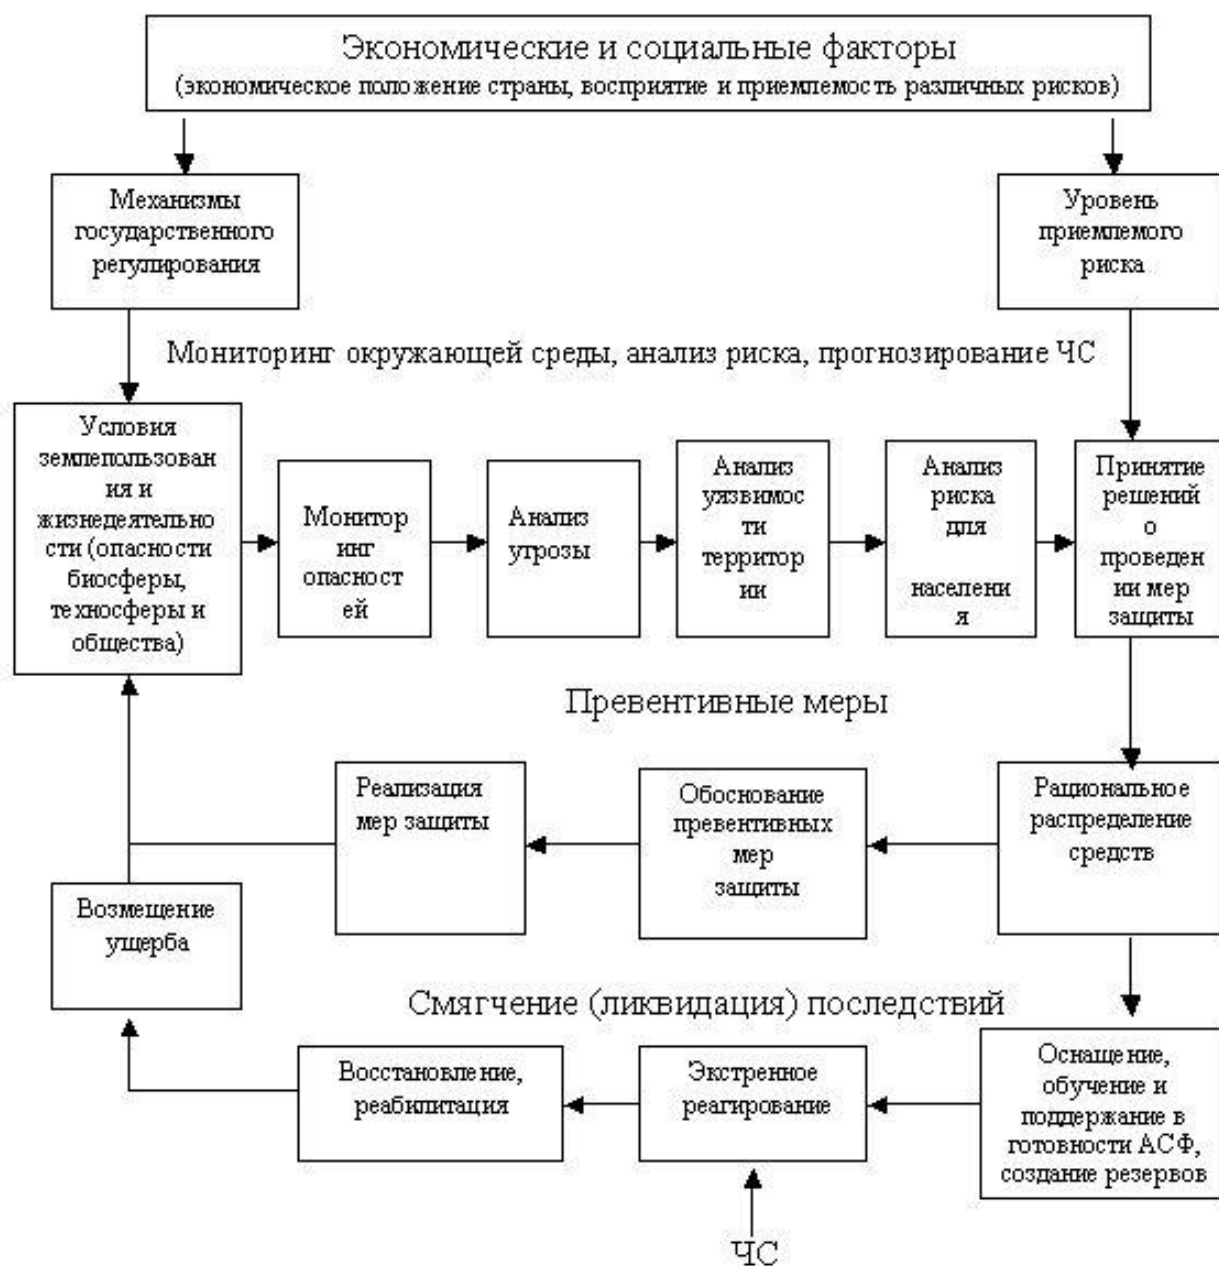 Экономические и социальные факторы
(экономическое положение страны, восприятие и приемлемость различных рисков)
Механизмы
государственного
регулирования
Уровень
приемлемого
риска
Мониторинг окружающей среды, анализ риска, прогнозирование ЧС
Условия
землепользован
ия и
жизнедеятельно
сти (опасности
биосферы,
техносферы и
общества)
Монитор
инг
опасност
ей
Анализ
угрозы
Анализ
уязвимо
сти
территор
ии
Анализ
риска для
населени
я
Принятие
решений
о
проведен
ии мер
защиты
Превентивные меры
Реализация
мер защиты
Обоснование
превентивных
мер
защиты
Рациональное
распределение
средств
Возмещение
ущерба
Смягчение (ликвидация) последствий
Восстановление,
реабилитация
Экстренное
реагирование
Оснащение,
обучение и
поддержание в
готовности АСФ,
создание резервов
ЧС